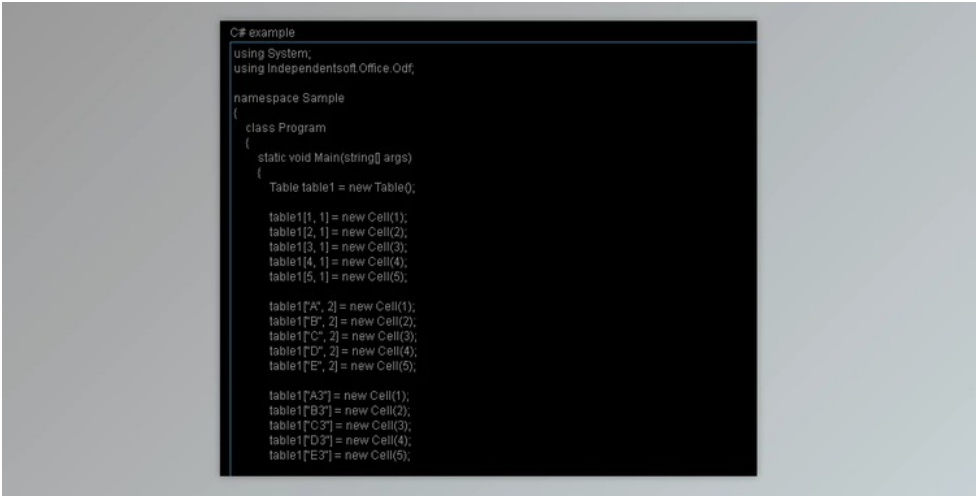 C# example
using System;
using Independentsoft.Office.Odf;
namespace Sample
{
class Program
{
static void Main(string[] args)
{
Table table1 = new Table();
table1[1, 1] = new Cell(1);
table1[2, 1] = new Cell(2);
table1[3, 1] = new Cell(3);
table1[4, 1] = new Cell(4);
table1[5, 1] = new Cell(5);
table1["A", 2] = new Cell(1);
table1["B", 2] = new Cell(2);
table1["C", 2] = new Cell(3);
table1["D", 2] = new Cell(4);
table1["E", 2] = new Cell(5);
table1["A3"] = new Cell(1);
table1["B3"] = new Cell(2);
table1["C3"] = new Cell(3);
table1["D3"] = new Cell(4);
table1["E3"] = new Cell(5);